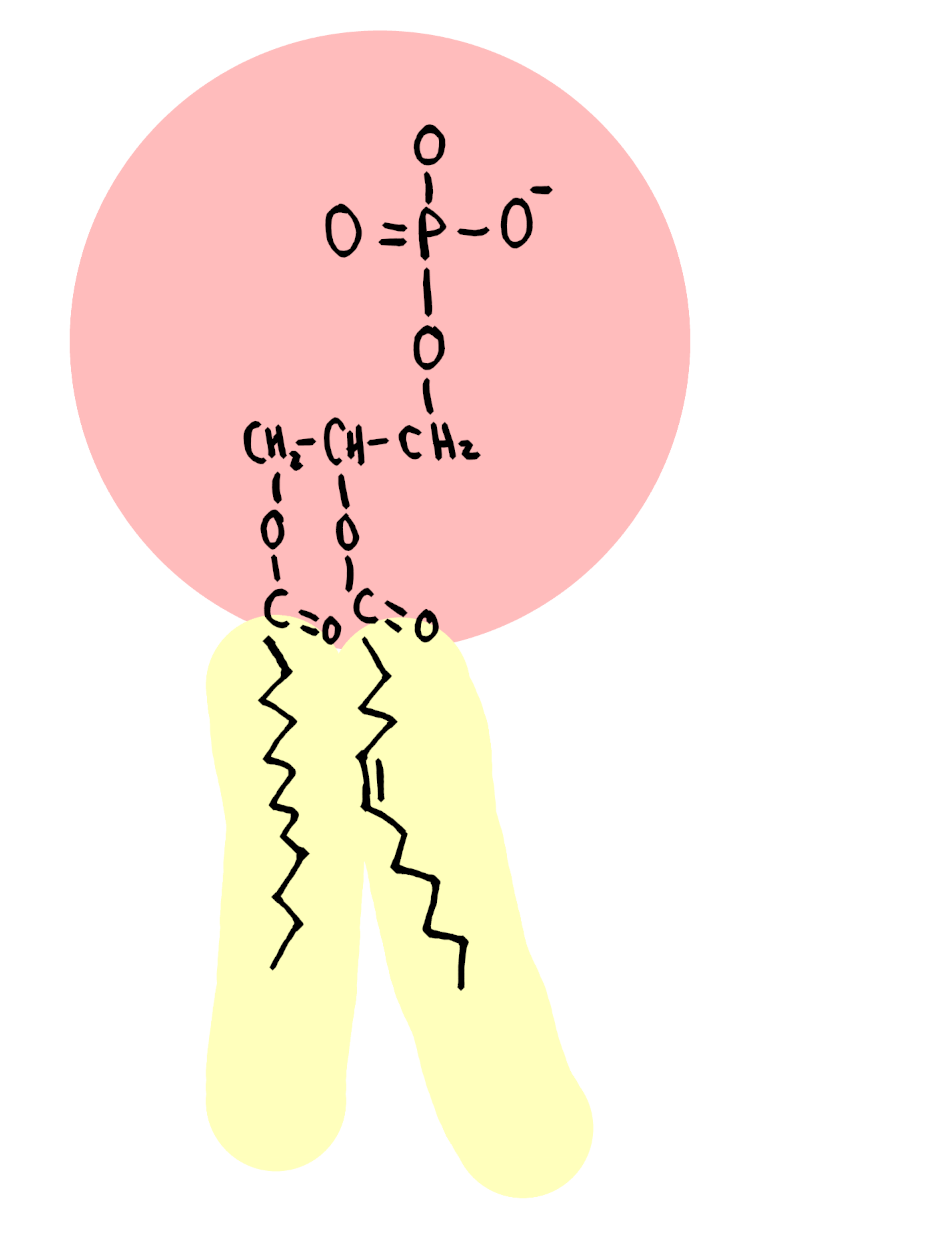 O
O=P-O⁻
O
CH₂-CH-CH₂
O O
C=O C=O